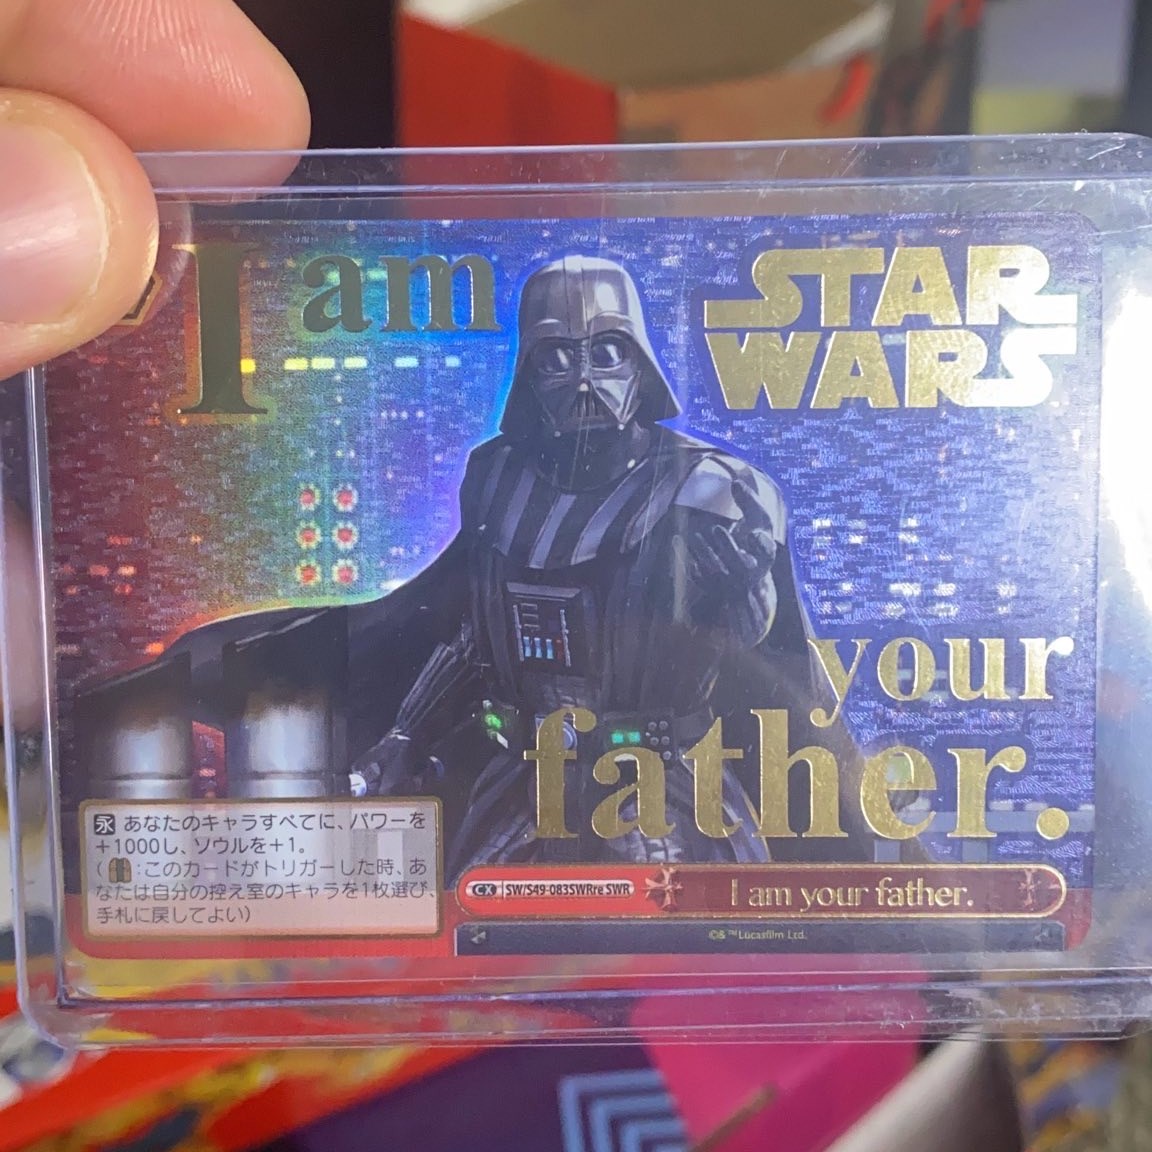 I am
STAR
WARS
your
father.
永 あなたのキャラすべてに、パワーを
+1000し、ソウルを+1。
( :このカードがトリガーした時、あ
なたは自分の控え室のキャラを1枚選び、
手札に戻してよい)
CX SW/S49-083SWRre SWR
I am your father.
©&™Lucasfilm Ltd.